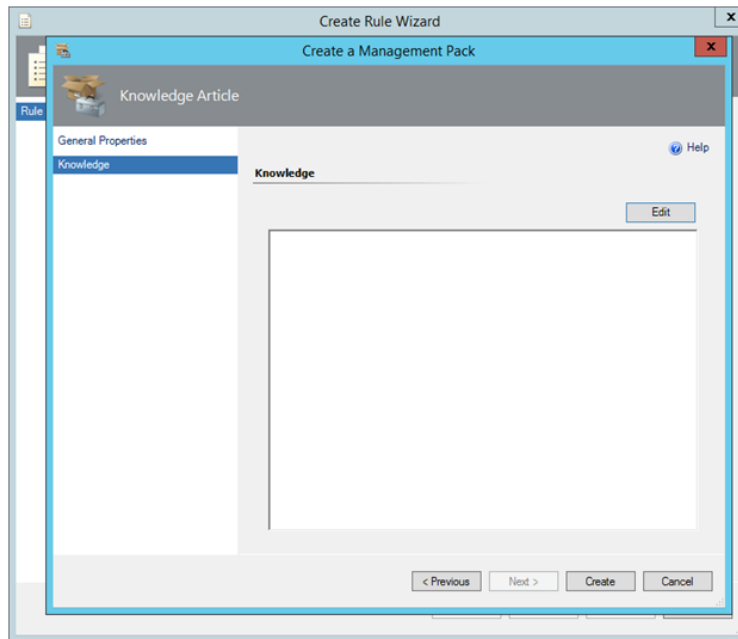 Create Rule Wizard
x
Create a Management Pack
x
Knowledge Article
Rule
General Properties
Knowledge
Help
Knowledge
Edit
< Previous Next > Create Cancel